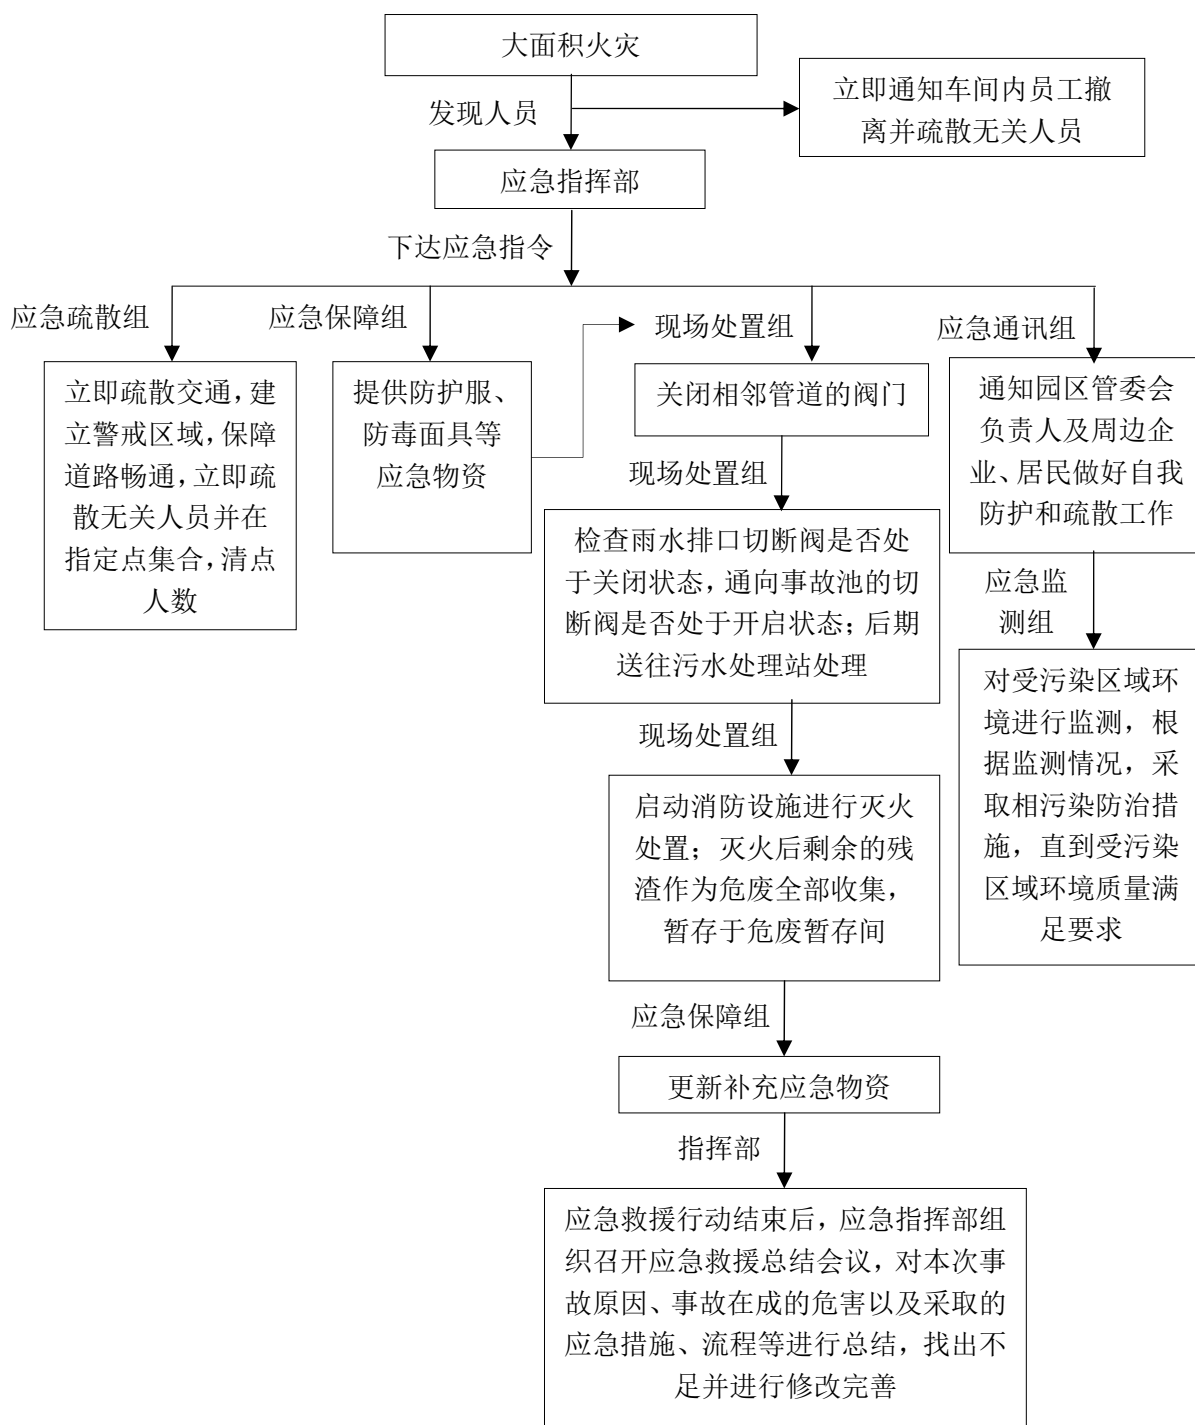 大面积火灾
立即通知车间内员工撤
离并疏散无关人员
发现人员
应急指挥部
下达应急指令
应急疏散组
应急保障组
现场处置组
应急通讯组
立即疏散交通，建
立警戒区域，保障
道路畅通，立即疏
散无关人员并在
指定点集合，清点
人数
提供防护服、
防毒面具等
应急物资
关闭相邻管道的阀门
通知园区管委会
负责人及周边企
业、居民做好自我
防护和疏散工作
现场处置组
检查雨水排口切断阀是否处
于关闭状态，通向事故池的切
断阀是否处于开启状态；后期
送往污水处理站处理
应急监
测组
对受污染区域环
境进行监测，根
据监测情况，采
取相污染防治措
施，直到受污染
区域环境质量满
足要求
现场处置组
启动消防设施进行灭火
处置；灭火后剩余的残
渣作为危废全部收集，
暂存于危废暂存间
应急保障组
更新补充应急物资
指挥部
应急救援行动结束后，应急指挥部组
织召开应急救援总结会议，对本次事
故原因、事故在成的危害以及采取的
应急措施、流程等进行总结，找出不
足并进行修改完善